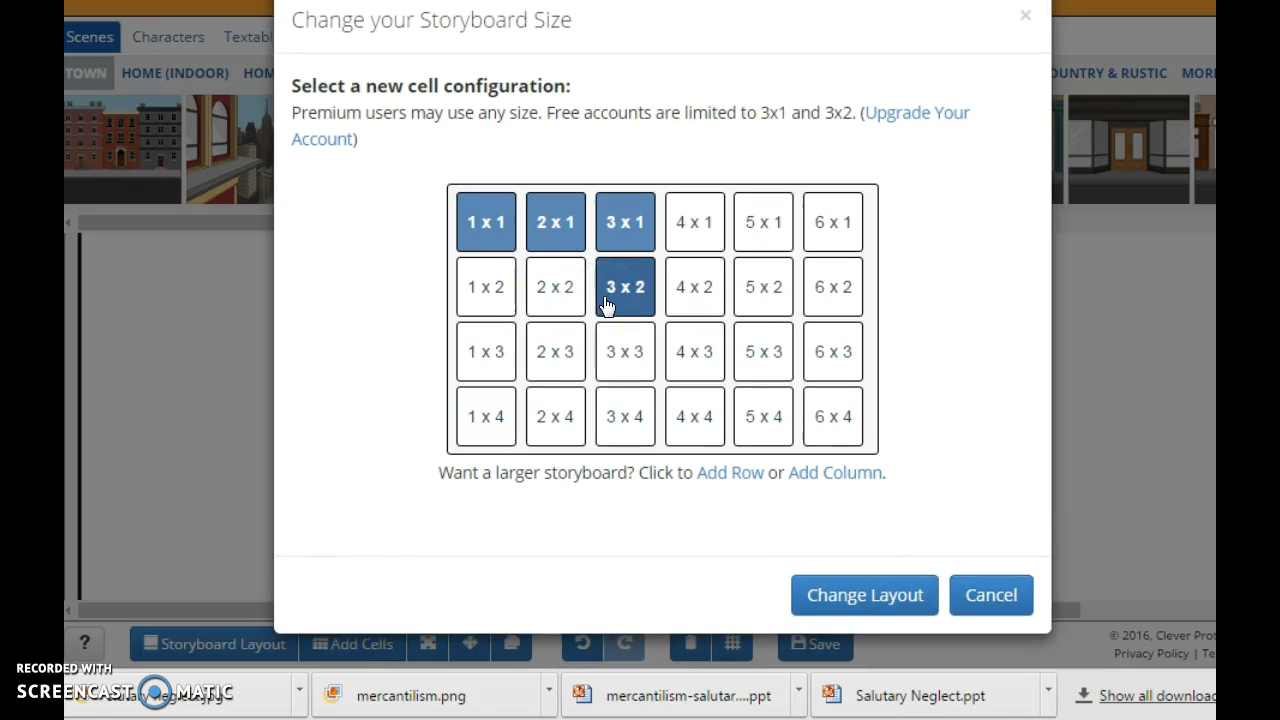 Change your Storyboard Size ×
Scenes Characters Textabl
TOWN HOME (INDOOR) HOM OUNTRY & RUSTIC MORE
Select a new cell configuration:
Premium users may use any size. Free accounts are limited to 3x1 and 3x2. (Upgrade Your
Account)
1 x 1 2 x 1 3 x 1 4 x 1 5 x 1 6 x 1
1 x 2 2 x 2 3 x 2 4 x 2 5 x 2 6 x 2
1 x 3 2 x 3 3 x 3 4 x 3 5 x 3 6 x 3
1 x 4 2 x 4 3 x 4 4 x 4 5 x 4 6 x 4
Want a larger storyboard? Click to Add Row or Add Column.
Change Layout Cancel
? Storyboard Layout Add Cells Save
© 2016, Clever Prot
Privacy Policy | Te
RECORDED WITH
SCREENCAST MATIC
mercantilism.png mercantilism-salutar....ppt Salutary Neglect.ppt Show all downloac